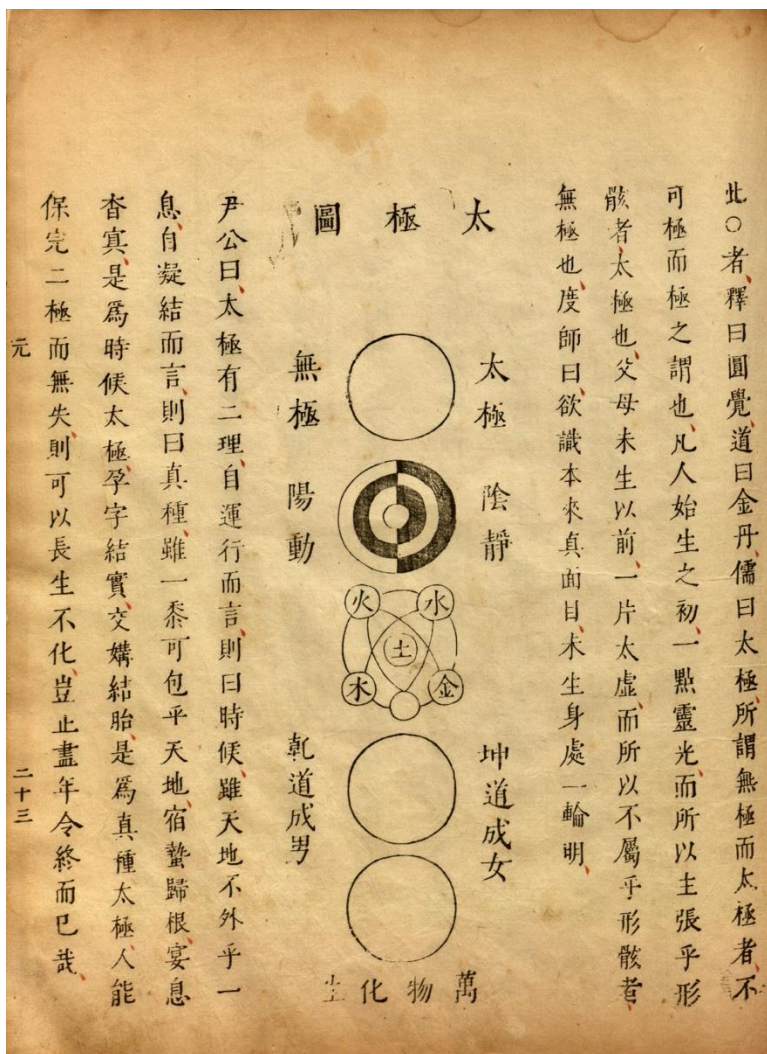 此○者、釋曰圓覺、道曰金丹、儒曰太極、所謂無極而太極者、不
可極而極之謂也、凡人始生之初、一點靈光、而所以主張乎形
骸者、太極也、父母未生以前、一片太虛、而所以不屬乎形骸者、
無極也、度師曰、欲識本來真面目、未生身處一輪明、
太極圖
太極
無極
陰靜
陽動
水
火
土
金
木
坤道成女
乾道成男
萬物化生
尹公曰、太極有二理、自運行而言、則曰時候、雖天地不外乎一
息、自凝結而言、則曰真種、雖一黍可包乎天地、宿蟄歸根、宴息
杳冥、是爲時候太極、孕字結實、交媾結胎、是爲真種太極、人能
保完二極而無失、則可以長生不化、豈止盡年令終而已哉、
元
二十三